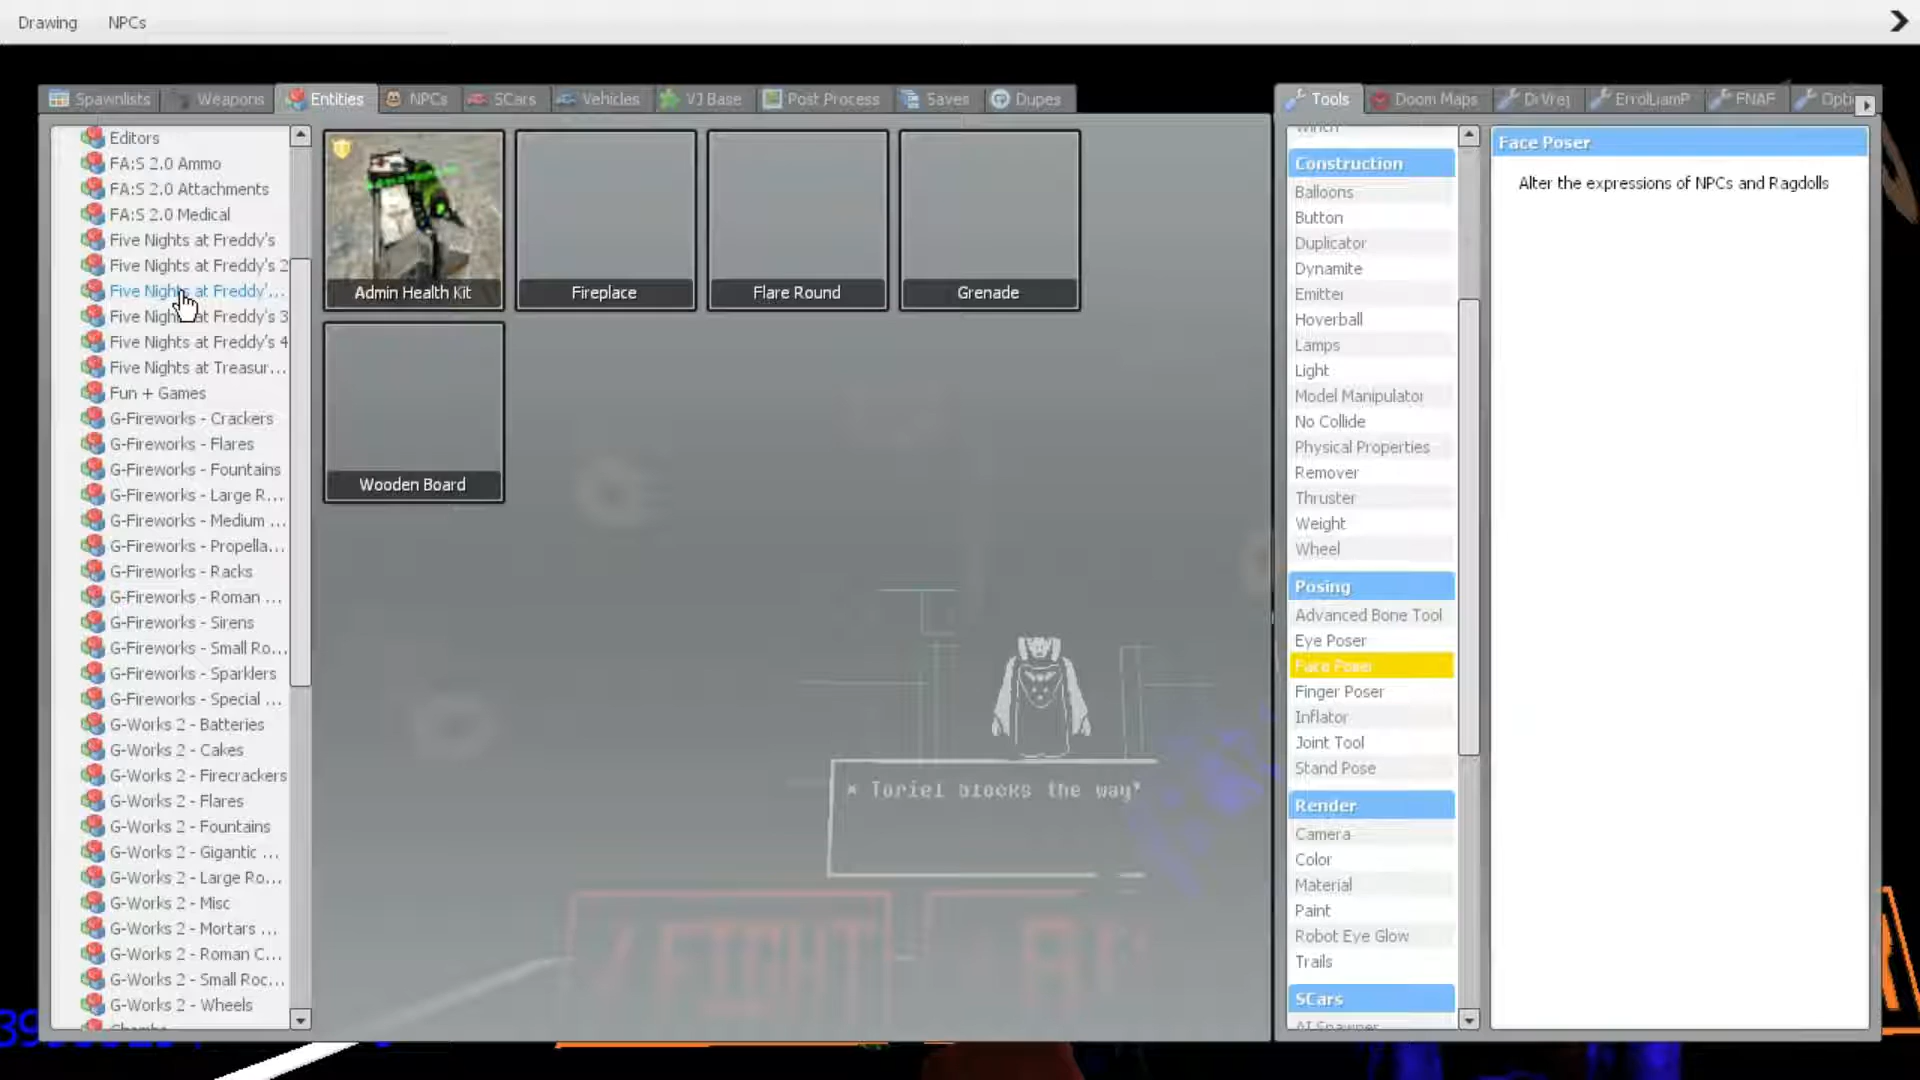 Drawing NPCs
Spawnlists Weapons Entities NPCs SCars Vehicles VJ Base Post Process Saves Dupes
Tools Doom Maps DrVrej ErrolLiamP FNAF
Editors
FA:S 2.0 Ammo
FA:S 2.0 Attachments
FA:S 2.0 Medical
Five Nights at Freddy's
Five Nights at Freddy's 2
Five Nights at Freddy'...
Five Nights at Freddy's 3
Five Nights at Freddy's 4
Five Nights at Treasur...
Fun + Games
G-Fireworks - Crackers
G-Fireworks - Flares
G-Fireworks - Fountains
G-Fireworks - Large R...
G-Fireworks - Medium ...
G-Fireworks - Propella...
G-Fireworks - Racks
G-Fireworks - Roman ...
G-Fireworks - Sirens
G-Fireworks - Small Ro...
G-Fireworks - Sparklers
G-Fireworks - Special ...
G-Works 2 - Batteries
G-Works 2 - Cakes
G-Works 2 - Firecrackers
G-Works 2 - Flares
G-Works 2 - Fountains
G-Works 2 - Gigantic ...
G-Works 2 - Large Ro...
G-Works 2 - Misc
G-Works 2 - Mortars ...
G-Works 2 - Roman C...
G-Works 2 - Small Roc...
G-Works 2 - Wheels
Admin Health Kit
Fireplace
Flare Round
Grenade
Wooden Board
* Toriel blocks the way*
FIGHT
Winch
Construction
Balloons
Button
Duplicator
Dynamite
Emitter
Hoverball
Lamps
Light
Model Manipulator
No Collide
Physical Properties
Remover
Thruster
Weight
Wheel
Posing
Advanced Bone Tool
Eye Poser
Face Poser
Finger Poser
Inflator
Joint Tool
Stand Pose
Render
Camera
Color
Material
Paint
Robot Eye Glow
Trails
SCars
AI Spawner
Face Poser
Alter the expressions of NPCs and Ragdolls